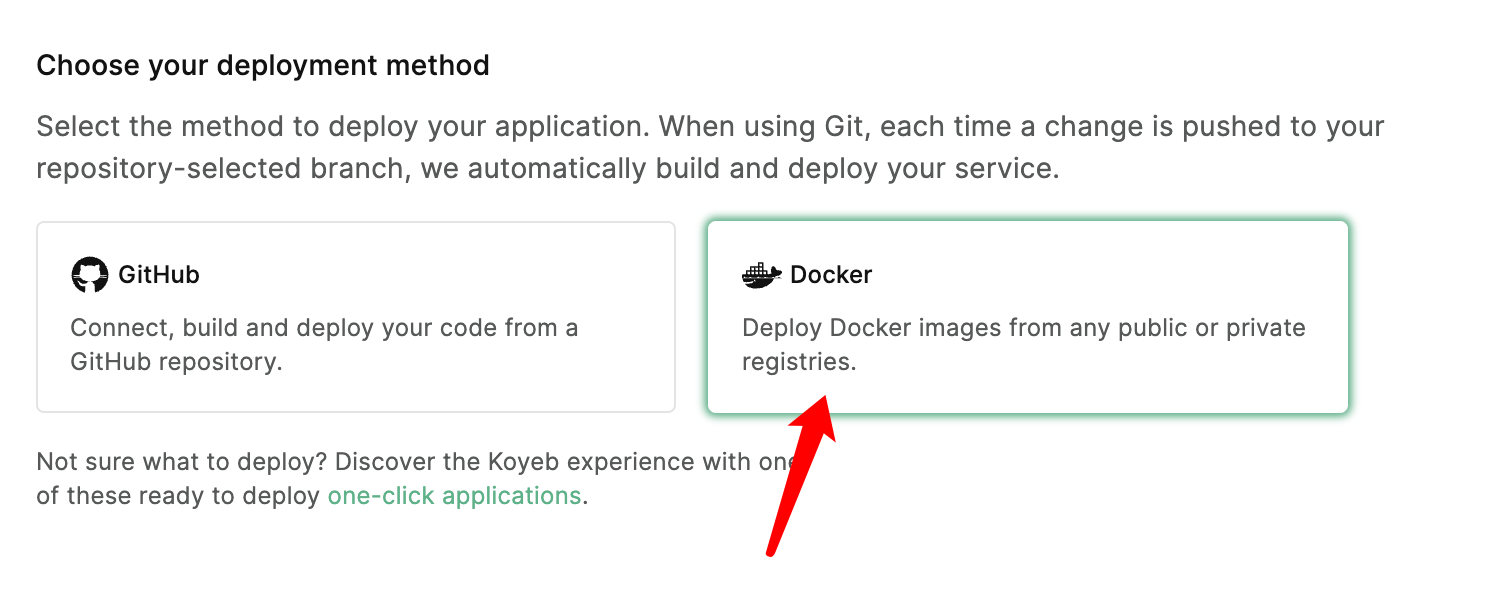 Choose your deployment method
Select the method to deploy your application. When using Git, each time a change is pushed to your
repository-selected branch, we automatically build and deploy your service.
GitHub
Connect, build and deploy your code from a
GitHub repository.
Docker
Deploy Docker images from any public or private
registries.
Not sure what to deploy? Discover the Koyeb experience with one
of these ready to deploy one-click applications.